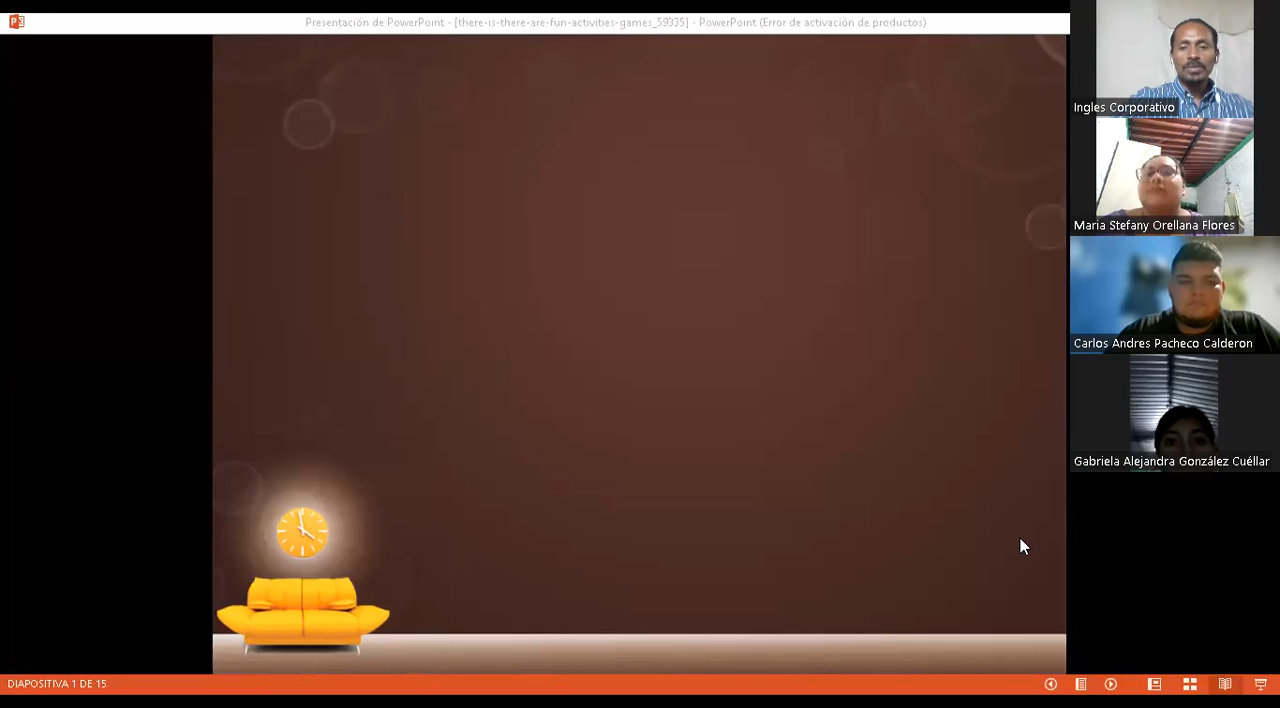 Presentación de PowerPoint - [there-is-there-are-fun-activities-games_59335] - PowerPoint (Error de activación de productos)
Ingles Corporativo
Maria Stefany Orellana Flores
Carlos Andres Pacheco Calderon
Gabriela Alejandra González Cuéllar
DIAPOSITIVA 1 DE 15